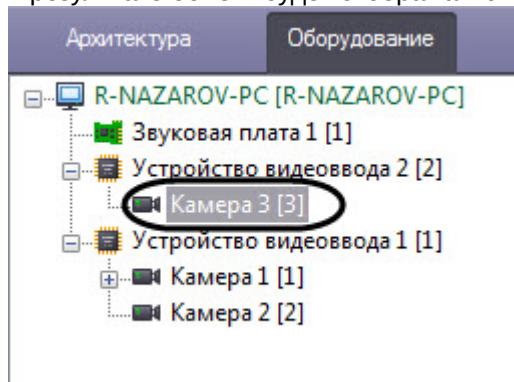 Архитектура Оборудование
R-NAZAROV-PC [R-NAZAROV-PC]
Звуковая плата 1 [1]
Устройство видеоввода 2 [2]
Камера 3 [3]
Устройство видеоввода 1 [1]
Камера 1 [1]
Камера 2 [2]